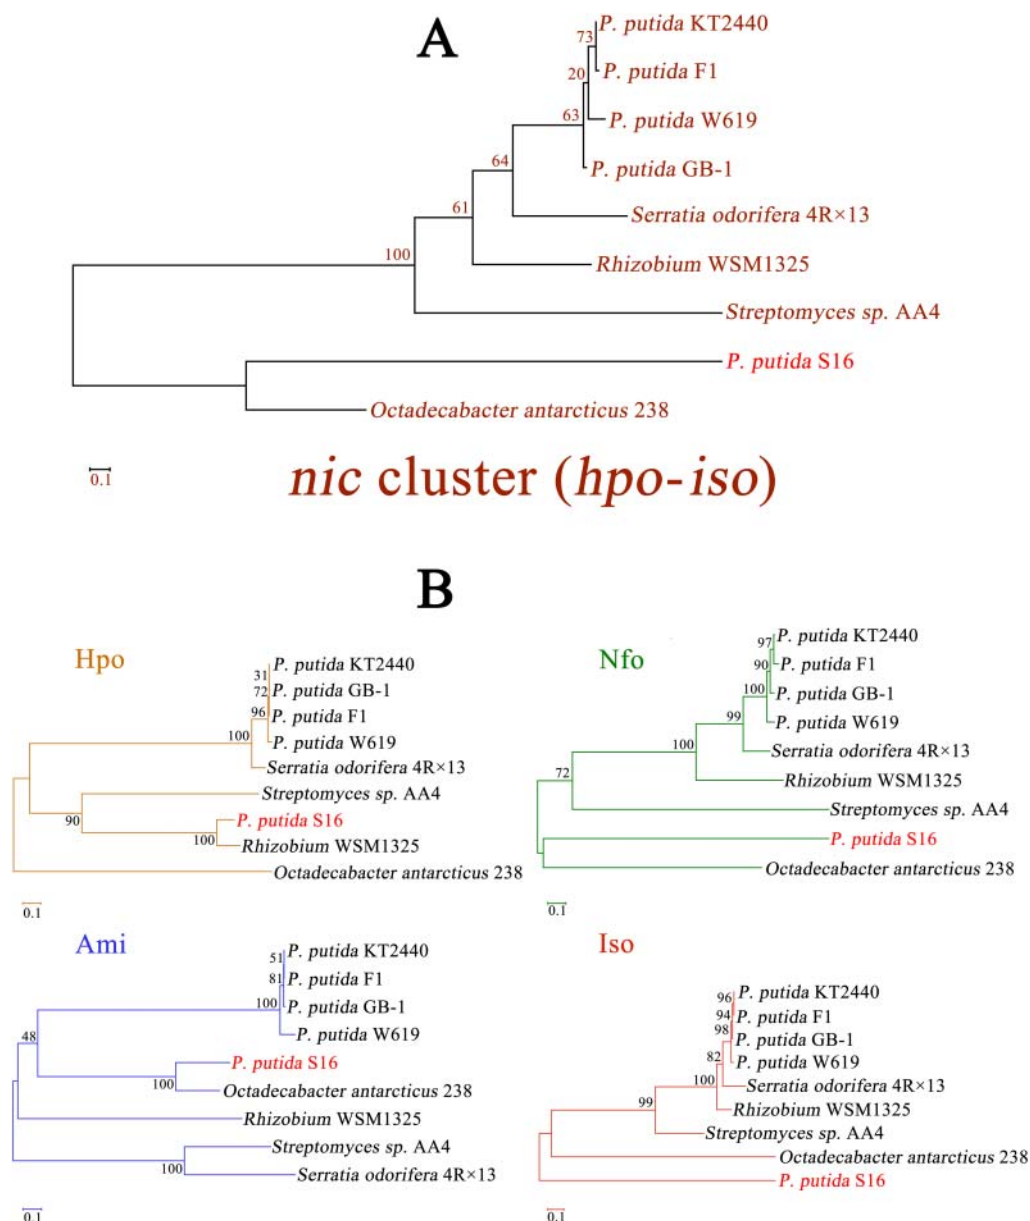 A
P. putida KT2440
73
P. putida F1
20
P. putida W619
63
P. putida GB-1
64
Serratia odorifera 4R×13
61
Rhizobium WSM1325
100
Streptomyces sp. AA4
P. putida S16
Octadecabacter antarcticus 238
0.1
nic cluster (hpo-iso)
B
Hpo
P. putida KT2440
31
P. putida GB-1
72
P. putida F1
96
P. putida W619
100
Serratia odorifera 4R×13
Streptomyces sp. AA4
90
P. putida S16
100
Rhizobium WSM1325
Octadecabacter antarcticus 238
0.1
Nfo
P. putida KT2440
97
P. putida F1
90
P. putida GB-1
100
P. putida W619
99
Serratia odorifera 4R×13
100
Rhizobium WSM1325
72
Streptomyces sp. AA4
P. putida S16
Octadecabacter antarcticus 238
0.1
Ami
P. putida KT2440
51
P. putida F1
81
P. putida GB-1
100
P. putida W619
48
P. putida S16
100
Octadecabacter antarcticus 238
Rhizobium WSM1325
Streptomyces sp. AA4
100
Serratia odorifera 4R×13
0.1
Iso
P. putida KT2440
96
P. putida F1
94
P. putida GB-1
98
P. putida W619
82
Serratia odorifera 4R×13
100
Rhizobium WSM1325
99
Streptomyces sp. AA4
Octadecabacter antarcticus 238
P. putida S16
0.1